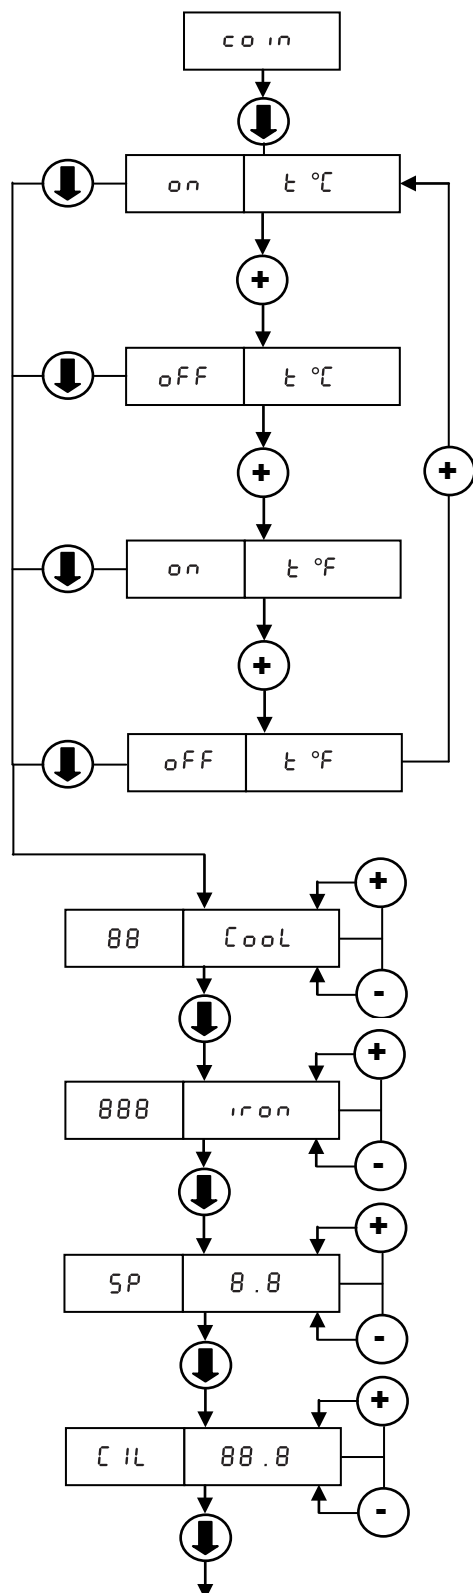 coin
on t °C
+
oFF t °C
+
+
on t °F
+
oFF t °F
+
88 CooL
-
+
888 iron
-
+
SP 8.8
-
+
CIL 88.8
-